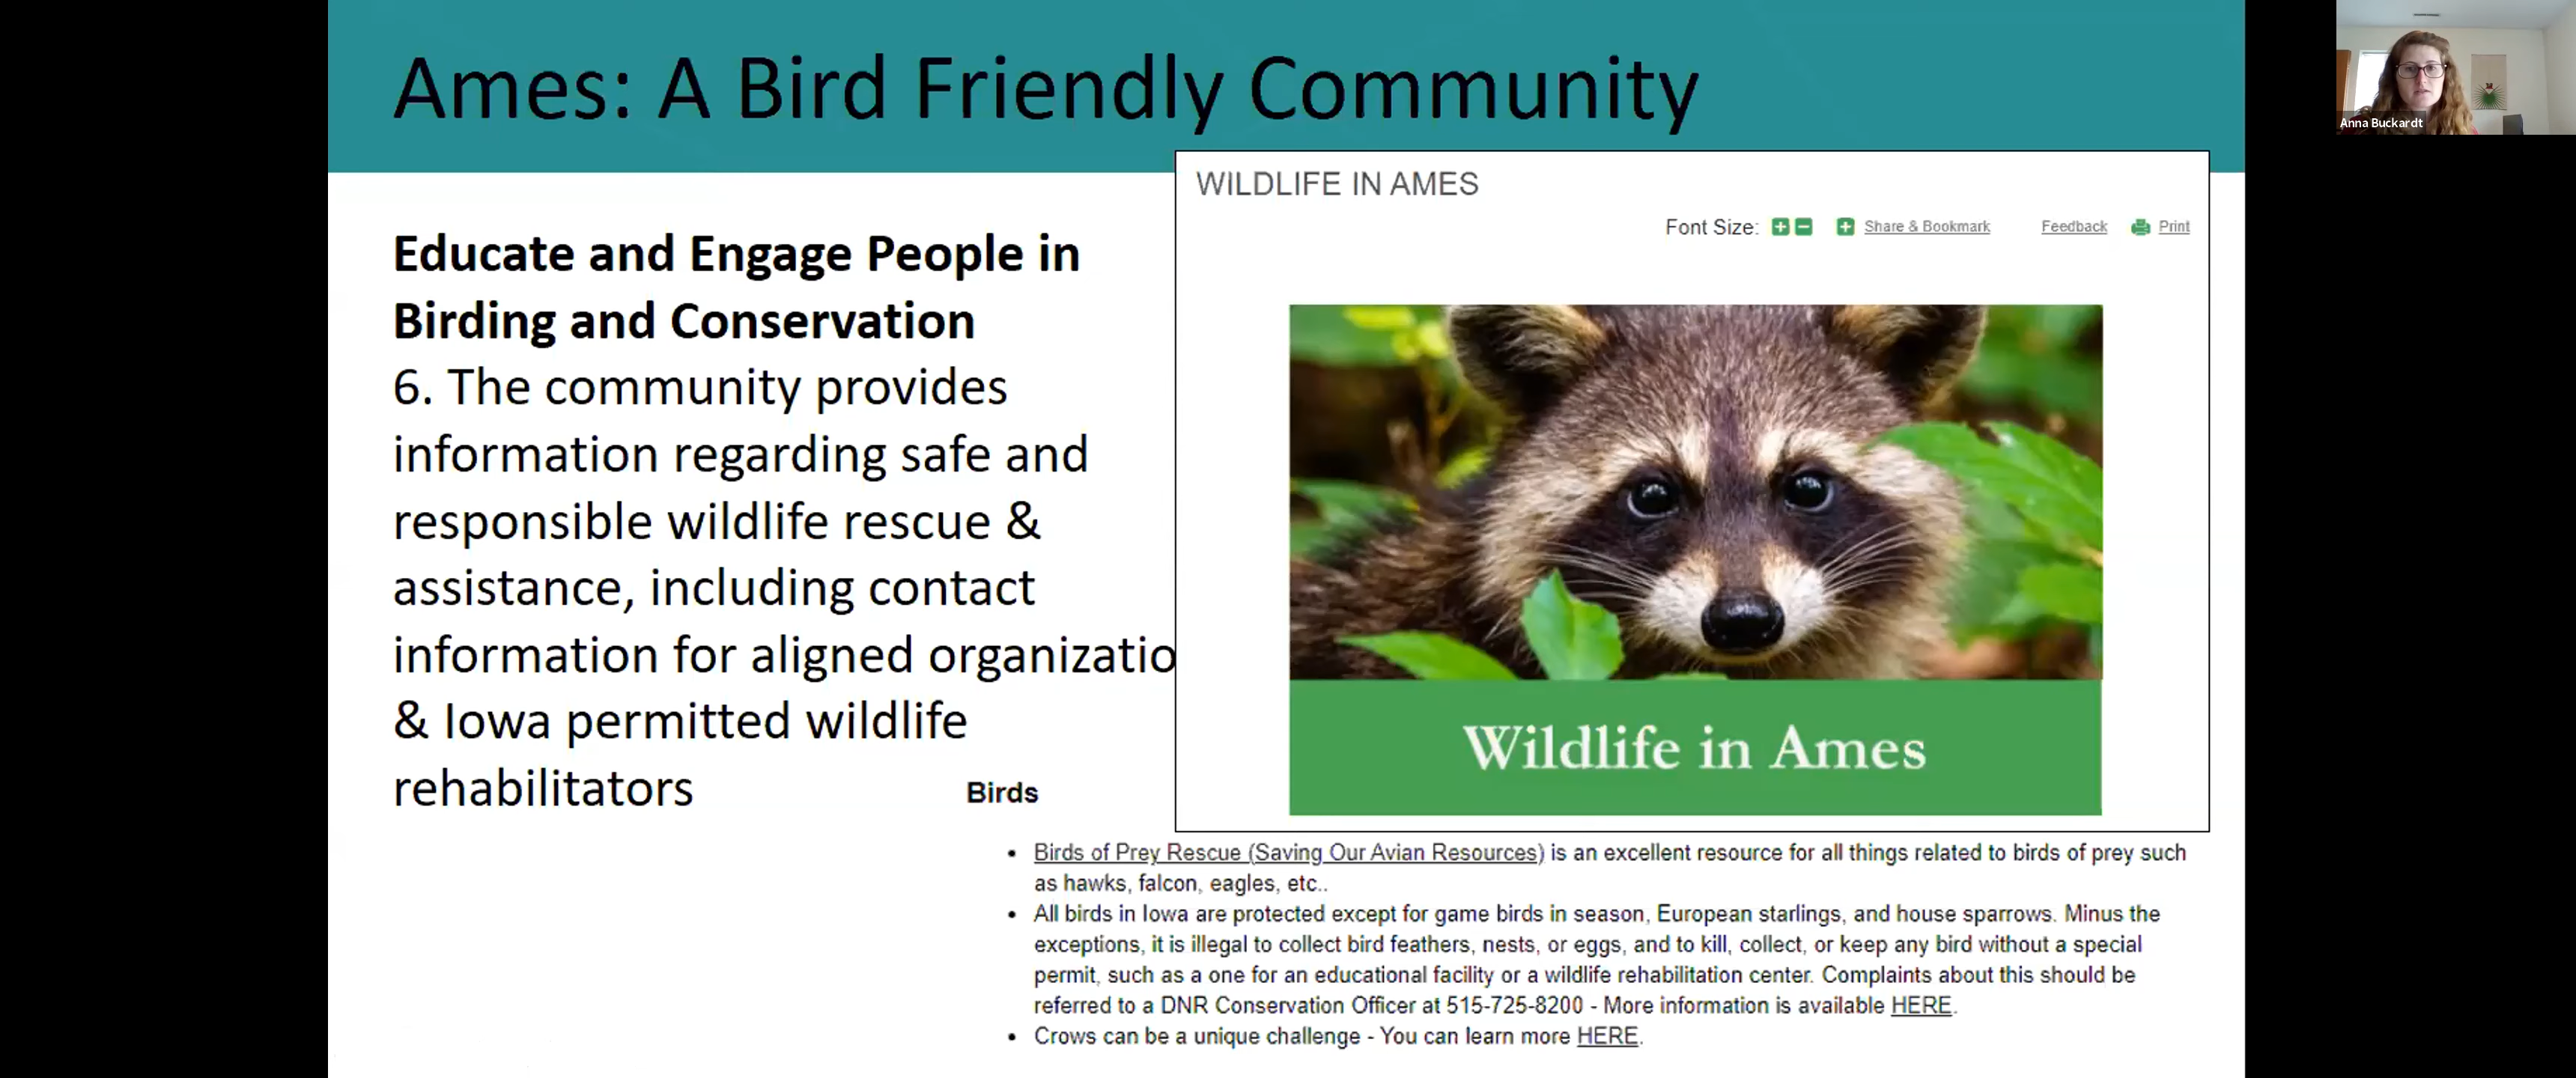 Ames: A Bird Friendly Community
Anna Buckardt
Educate and Engage People in
Birding and Conservation
6. The community provides
information regarding safe and
responsible wildlife rescue &
assistance, including contact
information for aligned organizatio
& Iowa permitted wildlife
rehabilitators
WILDLIFE IN AMES
Font Size: Share & Bookmark Feedback Print
Wildlife in Ames
Birds
• Birds of Prey Rescue (Saving Our Avian Resources) is an excellent resource for all things related to birds of prey such
as hawks, falcon, eagles, etc..
• All birds in Iowa are protected except for game birds in season, European starlings, and house sparrows. Minus the
exceptions, it is illegal to collect bird feathers, nests, or eggs, and to kill, collect, or keep any bird without a special
permit, such as a one for an educational facility or a wildlife rehabilitation center. Complaints about this should be
referred to a DNR Conservation Officer at 515-725-8200 - More information is available HERE.
• Crows can be a unique challenge - You can learn more HERE.